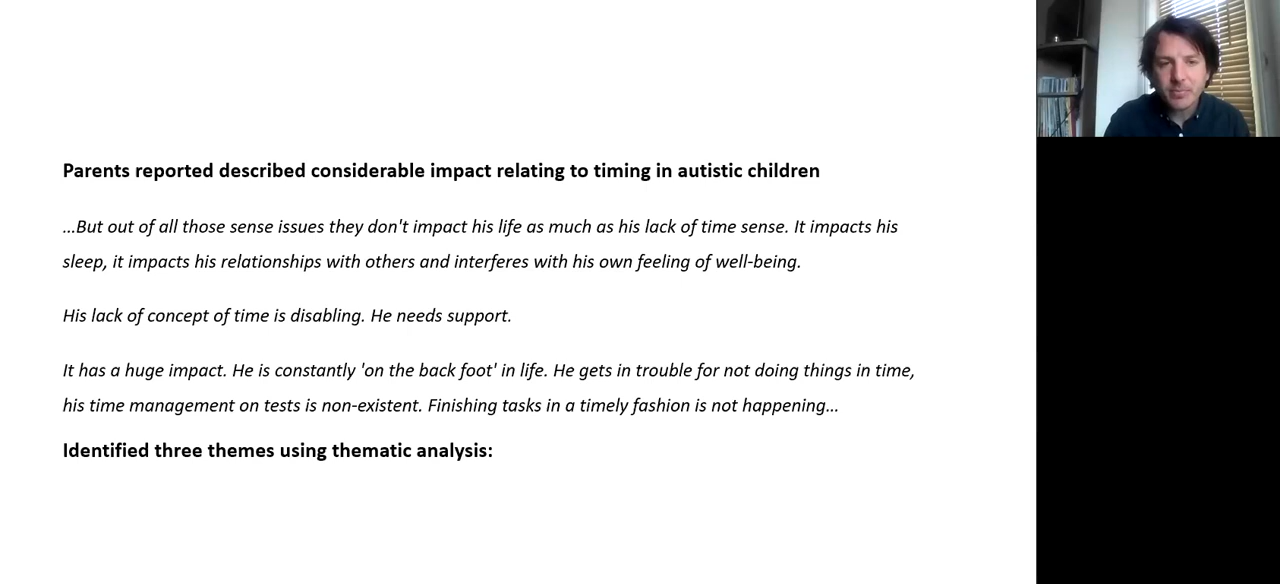 Parents reported described considerable impact relating to timing in autistic children
...But out of all those sense issues they don't impact his life as much as his lack of time sense. It impacts his
sleep, it impacts his relationships with others and interferes with his own feeling of well-being.
His lack of concept of time is disabling. He needs support.
It has a huge impact. He is constantly 'on the back foot' in life. He gets in trouble for not doing things in time,
his time management on tests is non-existent. Finishing tasks in a timely fashion is not happening...
Identified three themes using thematic analysis: